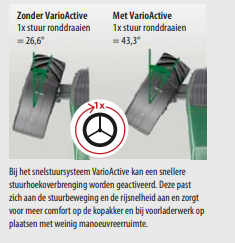 Zonder VarioActive
1x stuur ronddraaien
= 26,6°
Met VarioActive
1x stuur ronddraaien
= 43,3°
1x
Bij het snelstuursysteem VarioActive kan een snellere
stuurhoekoverbrenging worden geactiveerd. Deze past
zich aan de stuurbeweging en de rijsnelheid aan en zorgt
voor meer comfort op de kopakker en bij voorladerwerk op
plaatsen met weinig manoeuvreerruimte.